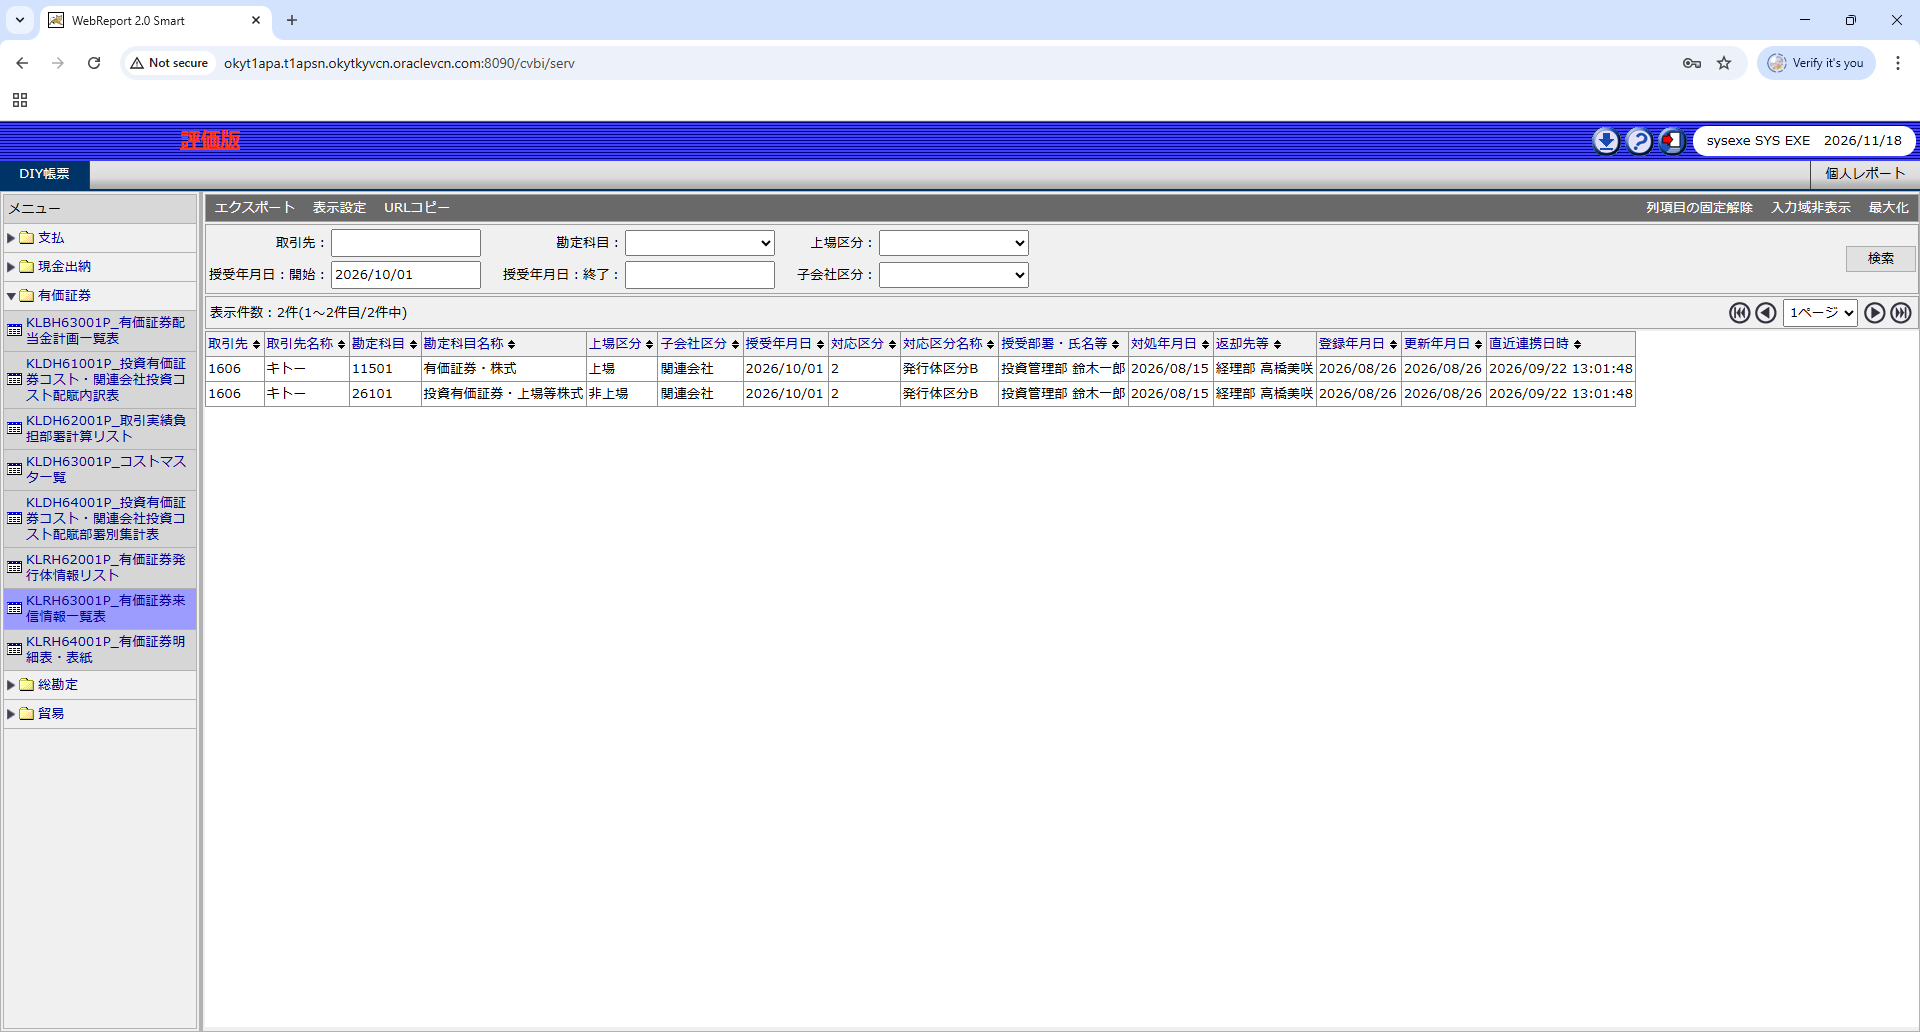 WebReport 2.0 Smart
Not secure
okyt1apa.t1apsn.okytkyvcn.oraclevcn.com:8090/cvbi/serv
Verify it's you
評価版
sysexe SYS EXE 2026/11/18
DIY帳票
個人レポート
メニュー
支払
現金出納
有価証券
KLBH63001P_有価証券配
当金計画一覧表
KLDH61001P_投資有価証
券コスト・関連会社投資コ
スト配賦内訳表
KLDH62001P_取引実績負
担部署計算リスト
KLDH63001P_コストマス
タ一覧
KLDH64001P_投資有価証
券コスト・関連会社投資コ
スト配賦部署別集計表
KLRH62001P_有価証券発
行体情報リスト
KLRH63001P_有価証券来
信情報一覧表
KLRH64001P_有価証券明
細表・表紙
総勘定
貿易
エクスポート 表示設定 URLコピー 列項目の固定解除 入力域非表示 最大化
取引先： 勘定科目： 上場区分：
授受年月日：開始： 2026/10/01 授受年月日：終了： 子会社区分：
検索
表示件数：2件(1～2件目/2件中)
1ページ
取引先 取引先名称 勘定科目 勘定科目名称 上場区分 子会社区分 授受年月日 対応区分 対応区分名称 授受部署・氏名等 対処年月日 返却先等 登録年月日 更新年月日 直近連携日時
1606 キトー 11501 有価証券・株式 上場 関連会社 2026/10/01 2 発行体区分B 投資管理部 鈴木一郎 2026/08/15 経理部 高橋美咲 2026/08/26 2026/08/26 2026/09/22 13:01:48
1606 キトー 26101 投資有価証券・上場等株式 非上場 関連会社 2026/10/01 2 発行体区分B 投資管理部 鈴木一郎 2026/08/15 経理部 高橋美咲 2026/08/26 2026/08/26 2026/09/22 13:01:48